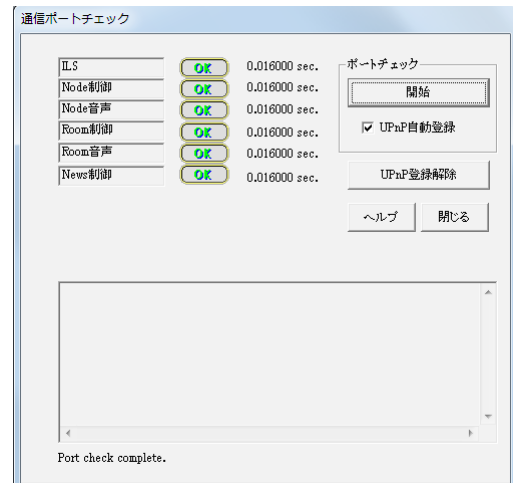 通信ポートチェック
ILS OK 0.016000 sec.
Node制御 OK 0.016000 sec.
Node音声 OK 0.016000 sec.
Room制御 OK 0.016000 sec.
Room音声 OK 0.016000 sec.
News制御 OK 0.016000 sec.
ポートチェック
開始
UPnP自動登録
UPnP登録解除
ヘルプ 閉じる
Port check complete.